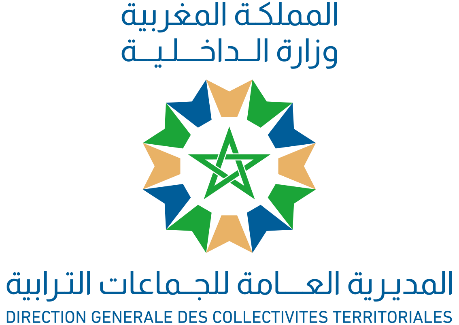 المملكة المغربية
وزارة الداخلية
المديرية العامة للجماعات الترابية
DIRECTION GENERALE DES COLLECTIVITES TERRITORIALES